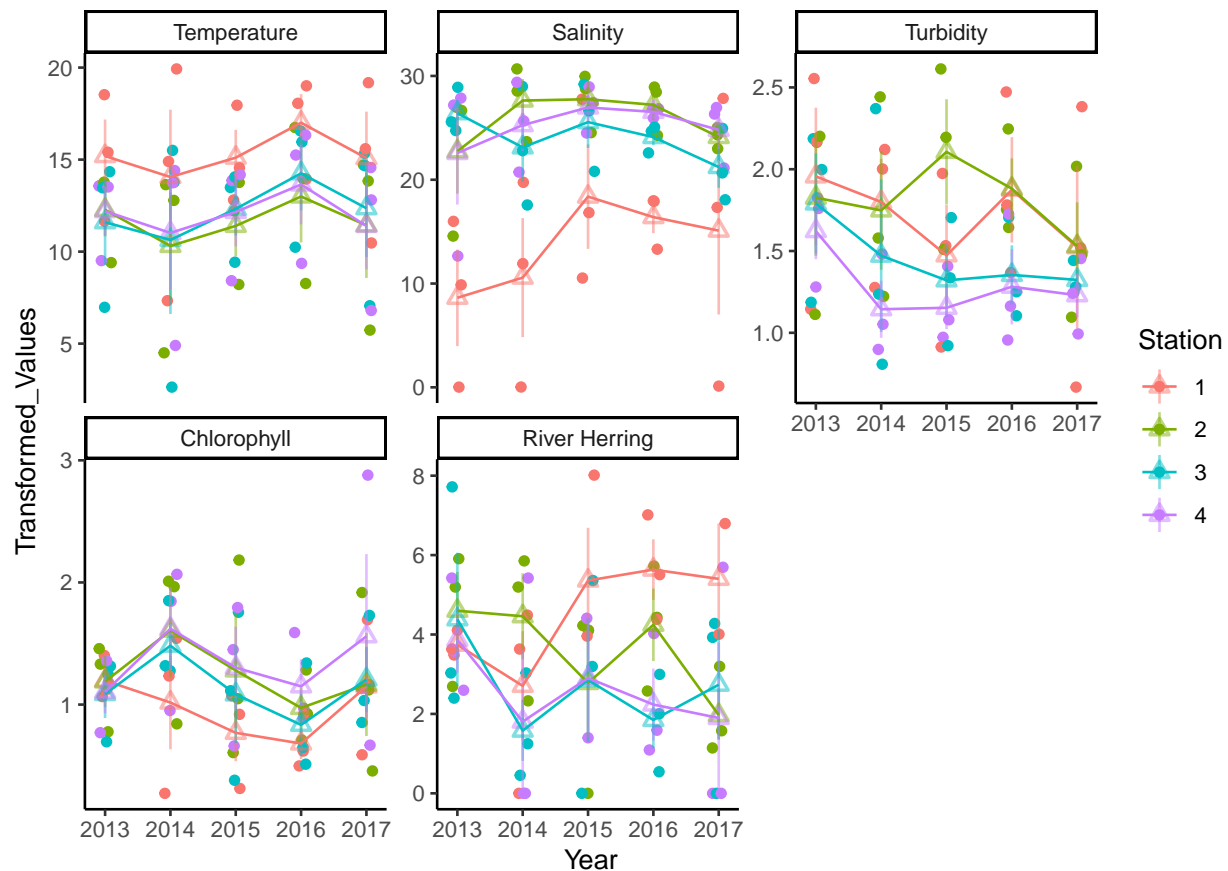 Temperature
Salinity
Turbidity
20
15
10
5
30
20
10
0
2.5
2.0
1.5
1.0
2013 2014 2015 2016 2017
Chlorophyll
River Herring
3
2
1
8
6
4
2
0
2013 2014 2015 2016 2017
2013 2014 2015 2016 2017
Year
Transformed_Values
Station
1
2
3
4